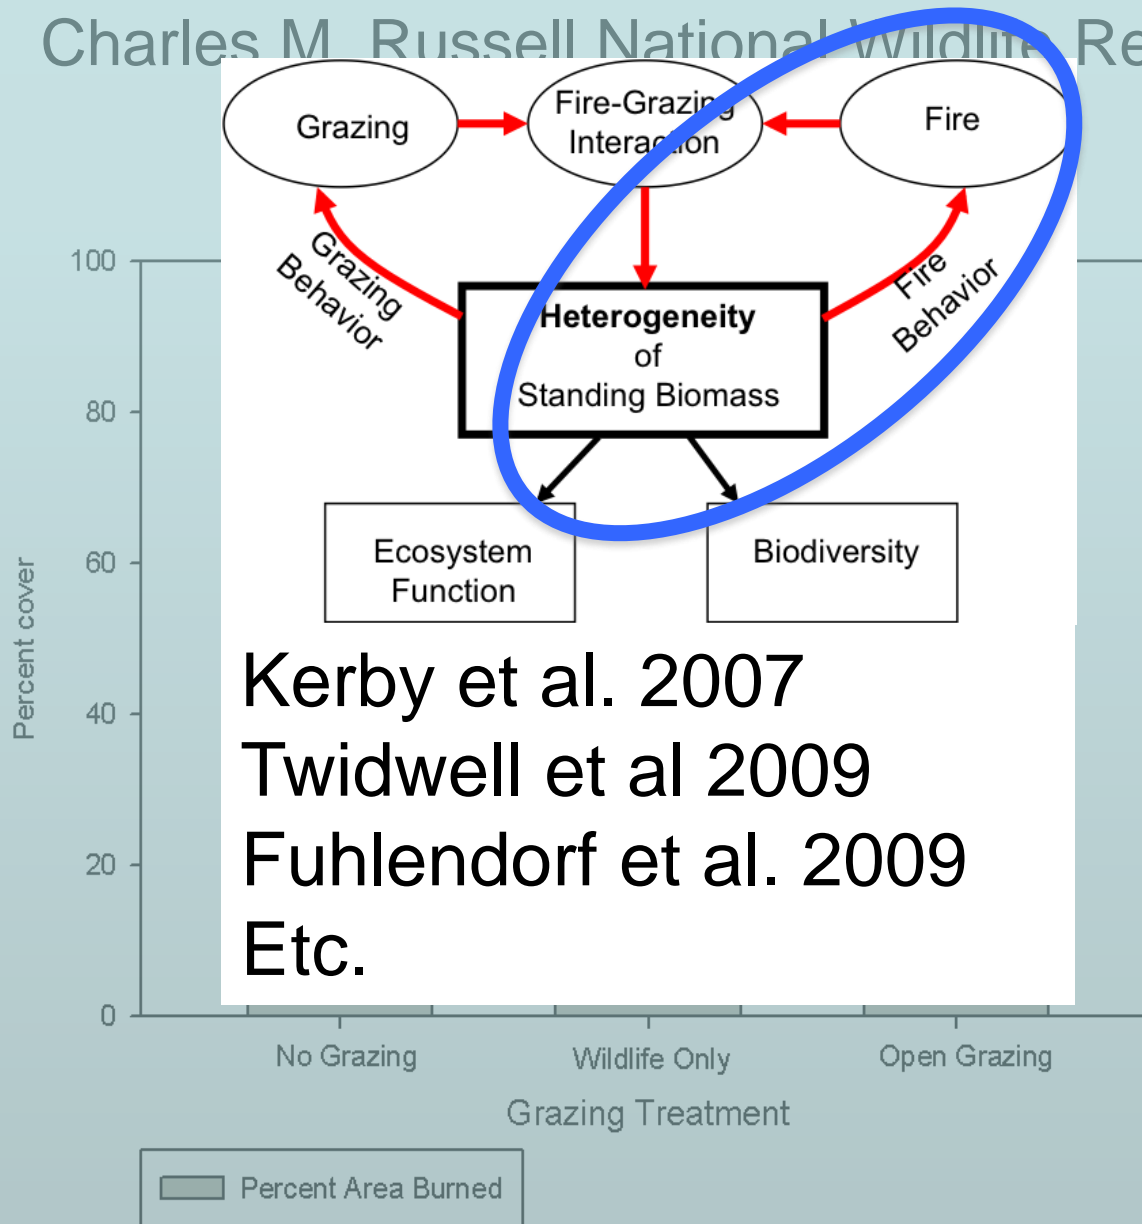 Charles M. Russell National Wildlife Re
Grazing
Fire-Grazing
Interaction
Fire
Grazing
Behavior
Fire
Behavior
Heterogeneity
of
Standing Biomass
Ecosystem
Function
Biodiversity
Kerby et al. 2007
Twidwell et al 2009
Fuhlendorf et al. 2009
Etc.
100
80
60
40
20
0
Percent cover
No Grazing
Wildlife Only
Open Grazing
Grazing Treatment
Percent Area Burned